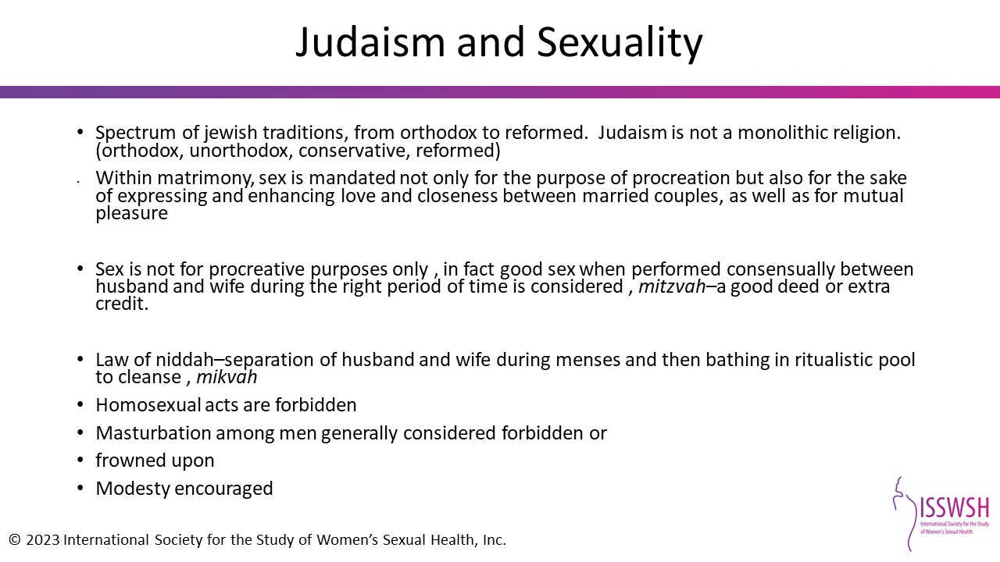 Judaism and Sexuality
• Spectrum of jewish traditions, from orthodox to reformed.  Judaism is not a monolithic religion.
(orthodox, unorthodox, conservative, reformed)
· Within matrimony, sex is mandated not only for the purpose of procreation but also for the sake
of expressing and enhancing love and closeness between married couples, as well as for mutual
pleasure
• Sex is not for procreative purposes only , in fact good sex when performed consensually between
husband and wife during the right period of time is considered , mitzvah–a good deed or extra
credit.
• Law of niddah–separation of husband and wife during menses and then bathing in ritualistic pool
to cleanse , mikvah
• Homosexual acts are forbidden
• Masturbation among men generally considered forbidden or
• frowned upon
• Modesty encouraged
ISSWSH
International Society for the Study
of Women's Sexual Health
© 2023 International Society for the Study of Women’s Sexual Health, Inc.